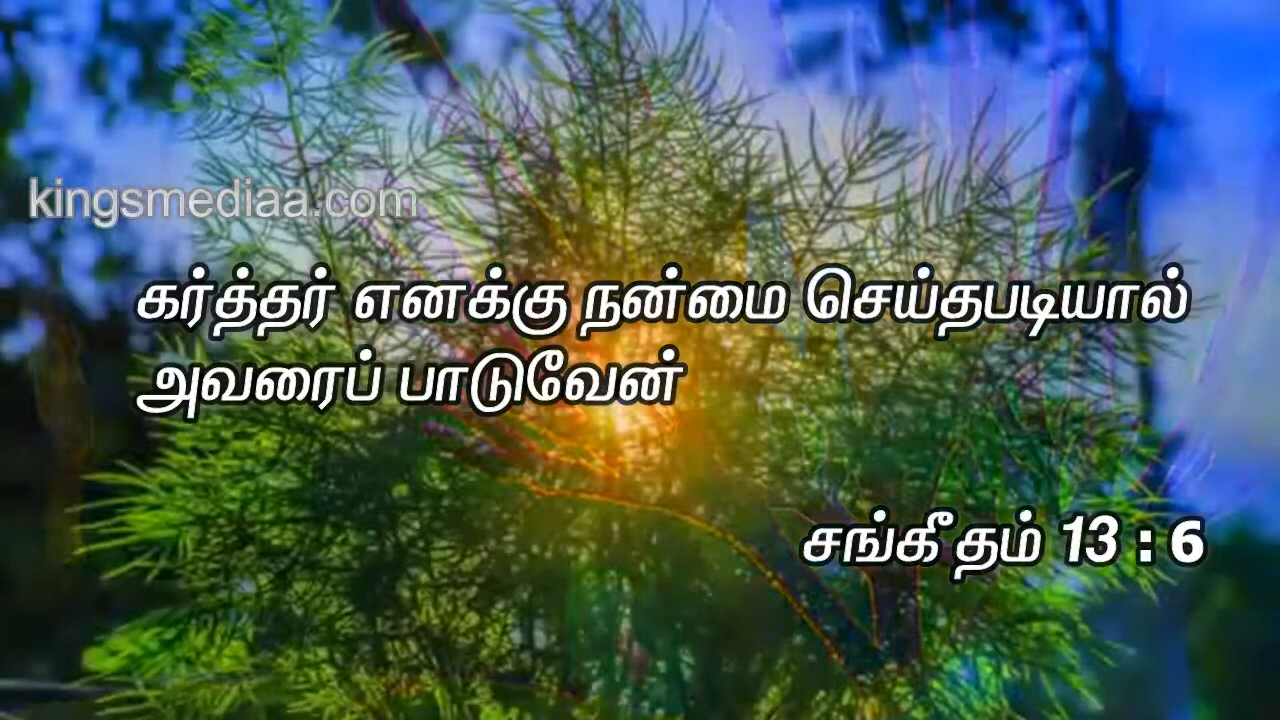 kingsmediaa.com
கர்த்தர் எனக்கு நன்மை செய்தபடியால்
அவரைப் பாடுவேன்
சங்கீதம் 13 : 6